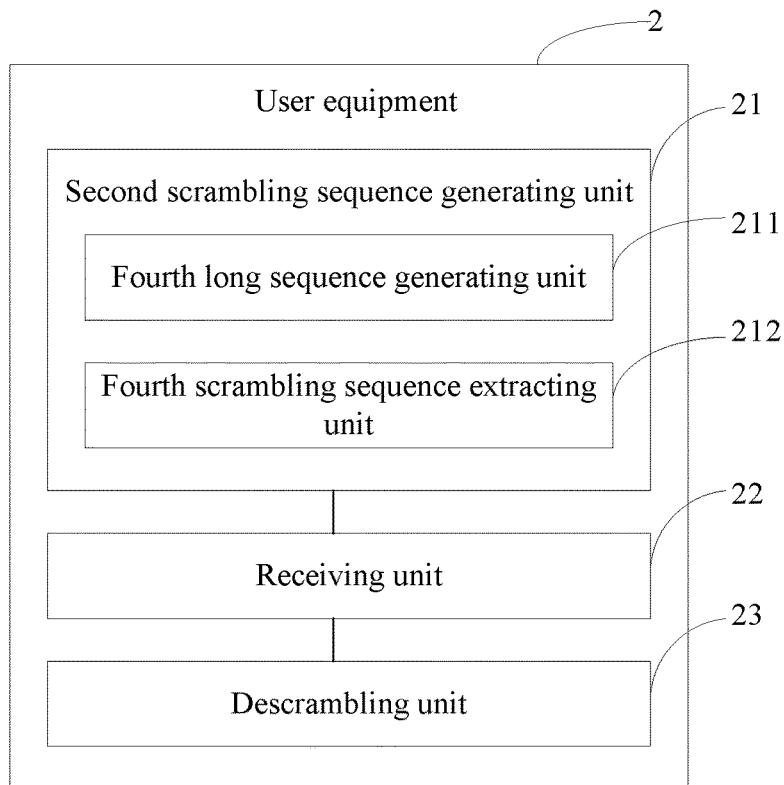 2
User equipment
21
Second scrambling sequence generating unit
211
Fourth long sequence generating unit
212
Fourth scrambling sequence extracting
unit
22
Receiving unit
23
Descrambling unit